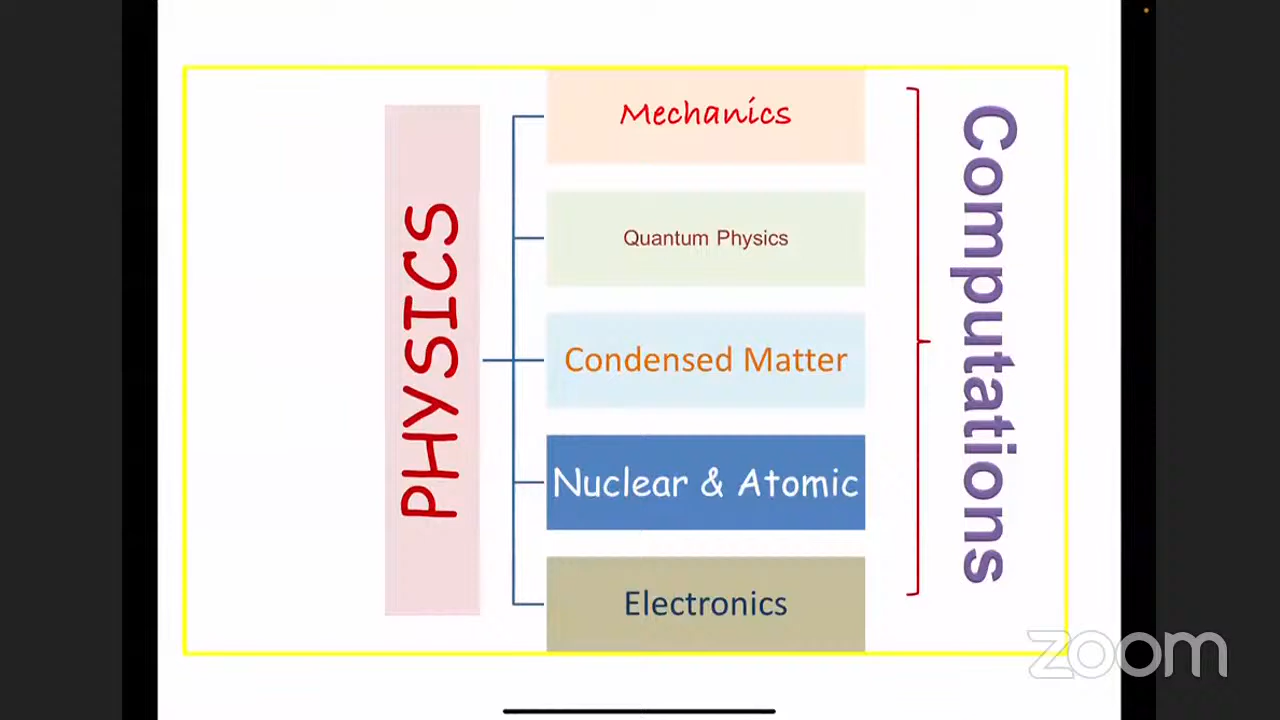 PHYSICS
Mechanics
Quantum Physics
Condensed Matter
Nuclear & Atomic
Electronics
Computations
zoom